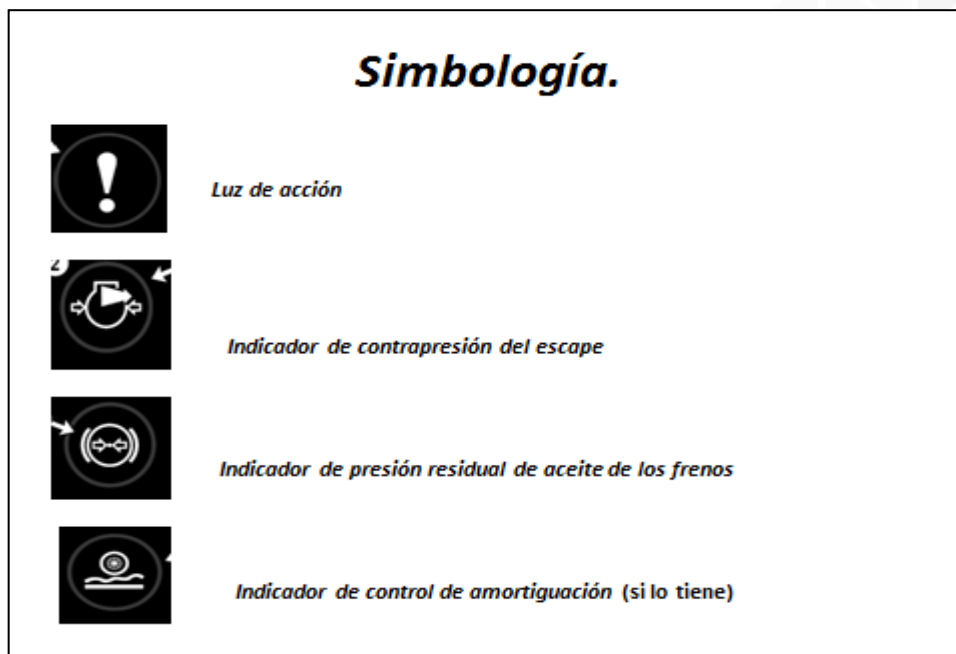 Simbología.
!
Luz de acción
2
Indicador de contrapresión del escape
Indicador de presión residual de aceite de los frenos
Indicador de control de amortiguación (si lo tiene)